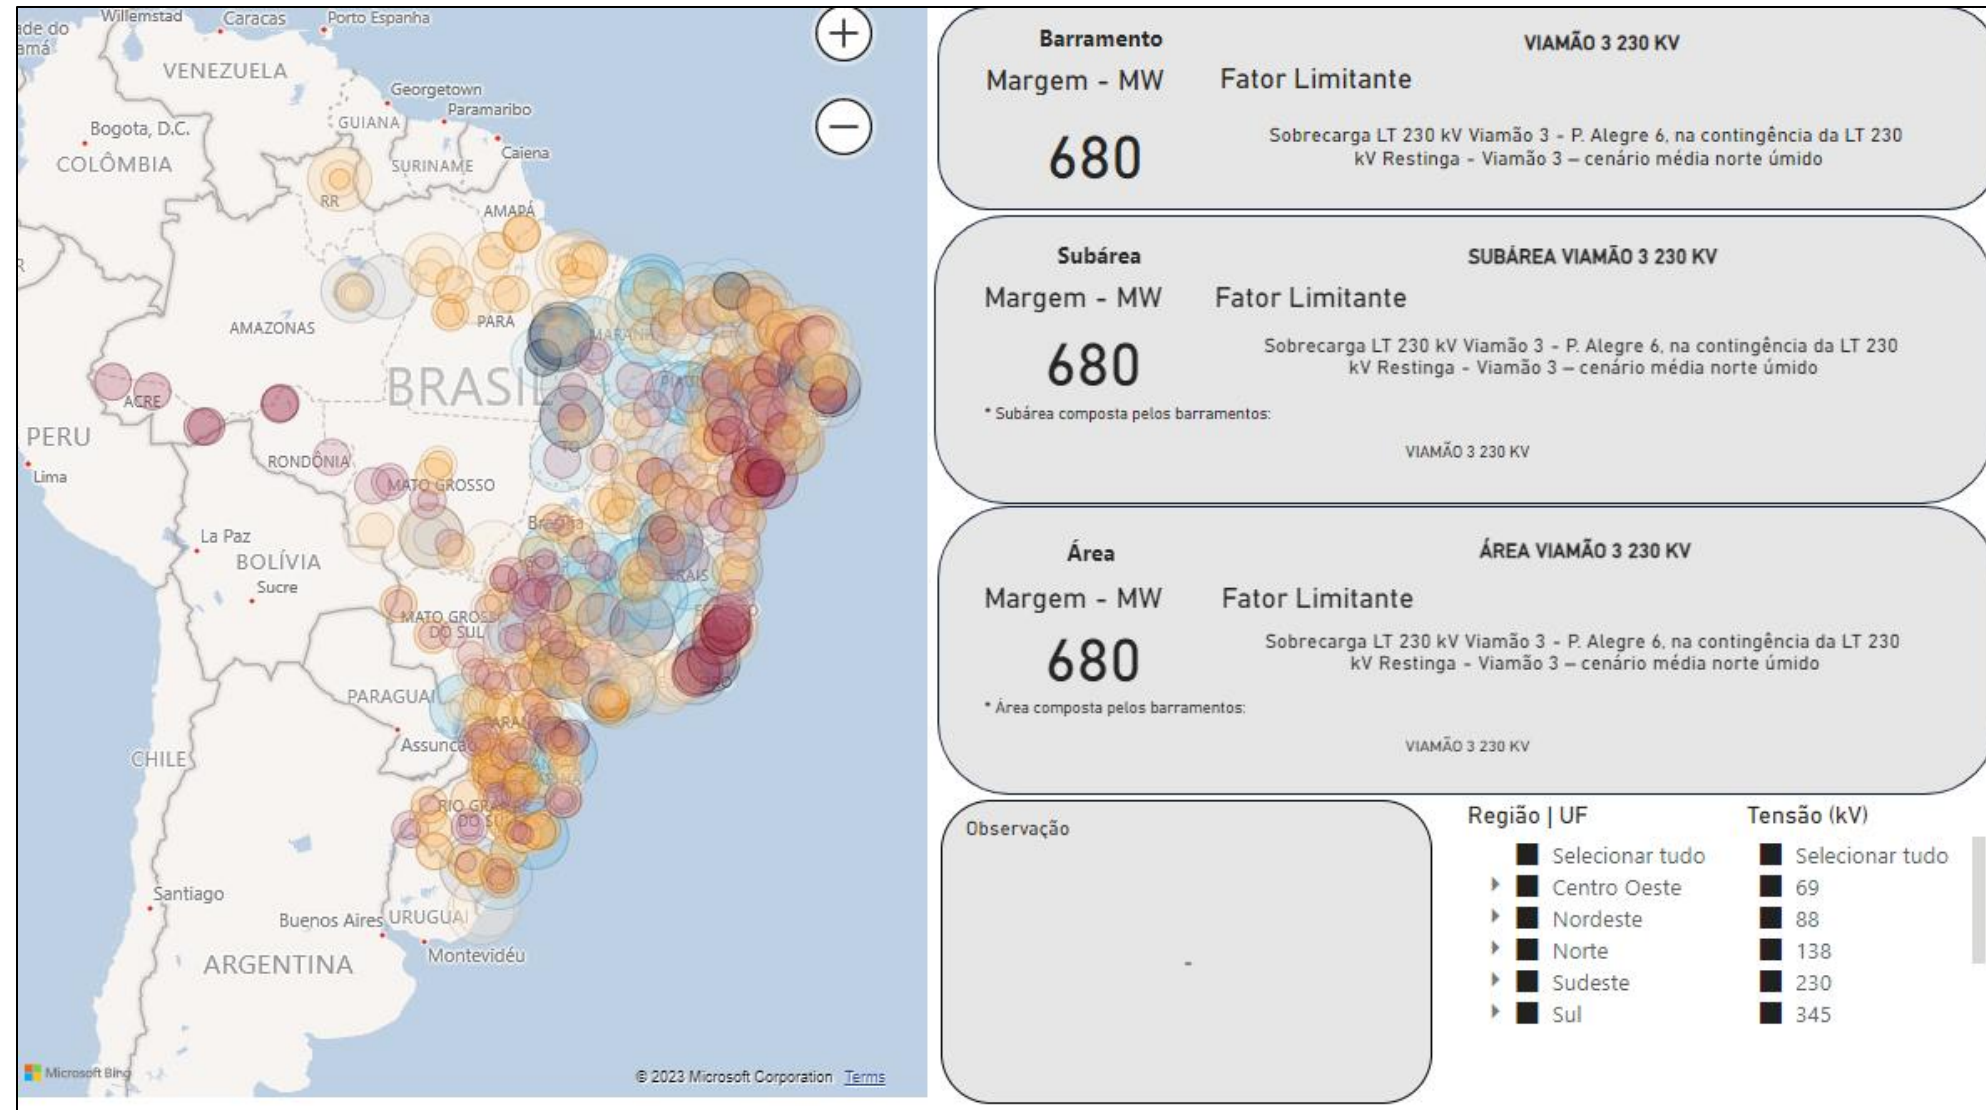 Willemstad
Caracas
Porto Espanha
ade do
amá
VENEZUELA
Georgetown
Paramaribo
GUIANA
Bogota, D.C.
Caiena
COLÔMBIA
SURINAME
RR
AMAPÁ
AMAZONAS
PARÁ
BRASIL
ACRE
PERU
TO
RONDÔNIA
Lima
MATO GROSSO
Brasília
La Paz
BOLÍVIA
Sucre
MATO GROSSO
DO SUL
PARAGUAI
Assunção
CHILE
RIO GRANDE
DO SUL
Santiago
Buenos Aires
URUGUAI
Montevidéu
ARGENTINA
Microsoft Bing
© 2023 Microsoft Corporation Terms
Barramento
VIAMÃO 3 230 KV
Margem - MW
Fator Limitante
680
Sobrecarga LT 230 kV Viamão 3 - P. Alegre 6, na contingência da LT 230
kV Restinga - Viamão 3 – cenário média norte úmido
Subárea
SUBÁREA VIAMÃO 3 230 KV
Margem - MW
Fator Limitante
680
Sobrecarga LT 230 kV Viamão 3 - P. Alegre 6, na contingência da LT 230
kV Restinga - Viamão 3 – cenário média norte úmido
* Subárea composta pelos barramentos:
VIAMÃO 3 230 KV
Área
ÁREA VIAMÃO 3 230 KV
Margem - MW
Fator Limitante
680
Sobrecarga LT 230 kV Viamão 3 - P. Alegre 6, na contingência da LT 230
kV Restinga - Viamão 3 – cenário média norte úmido
* Área composta pelos barramentos:
VIAMÃO 3 230 KV
Observação
-
Região | UF
Selecionar tudo
Centro Oeste
Nordeste
Norte
Sudeste
Sul
Tensão (kV)
Selecionar tudo
69
88
138
230
345